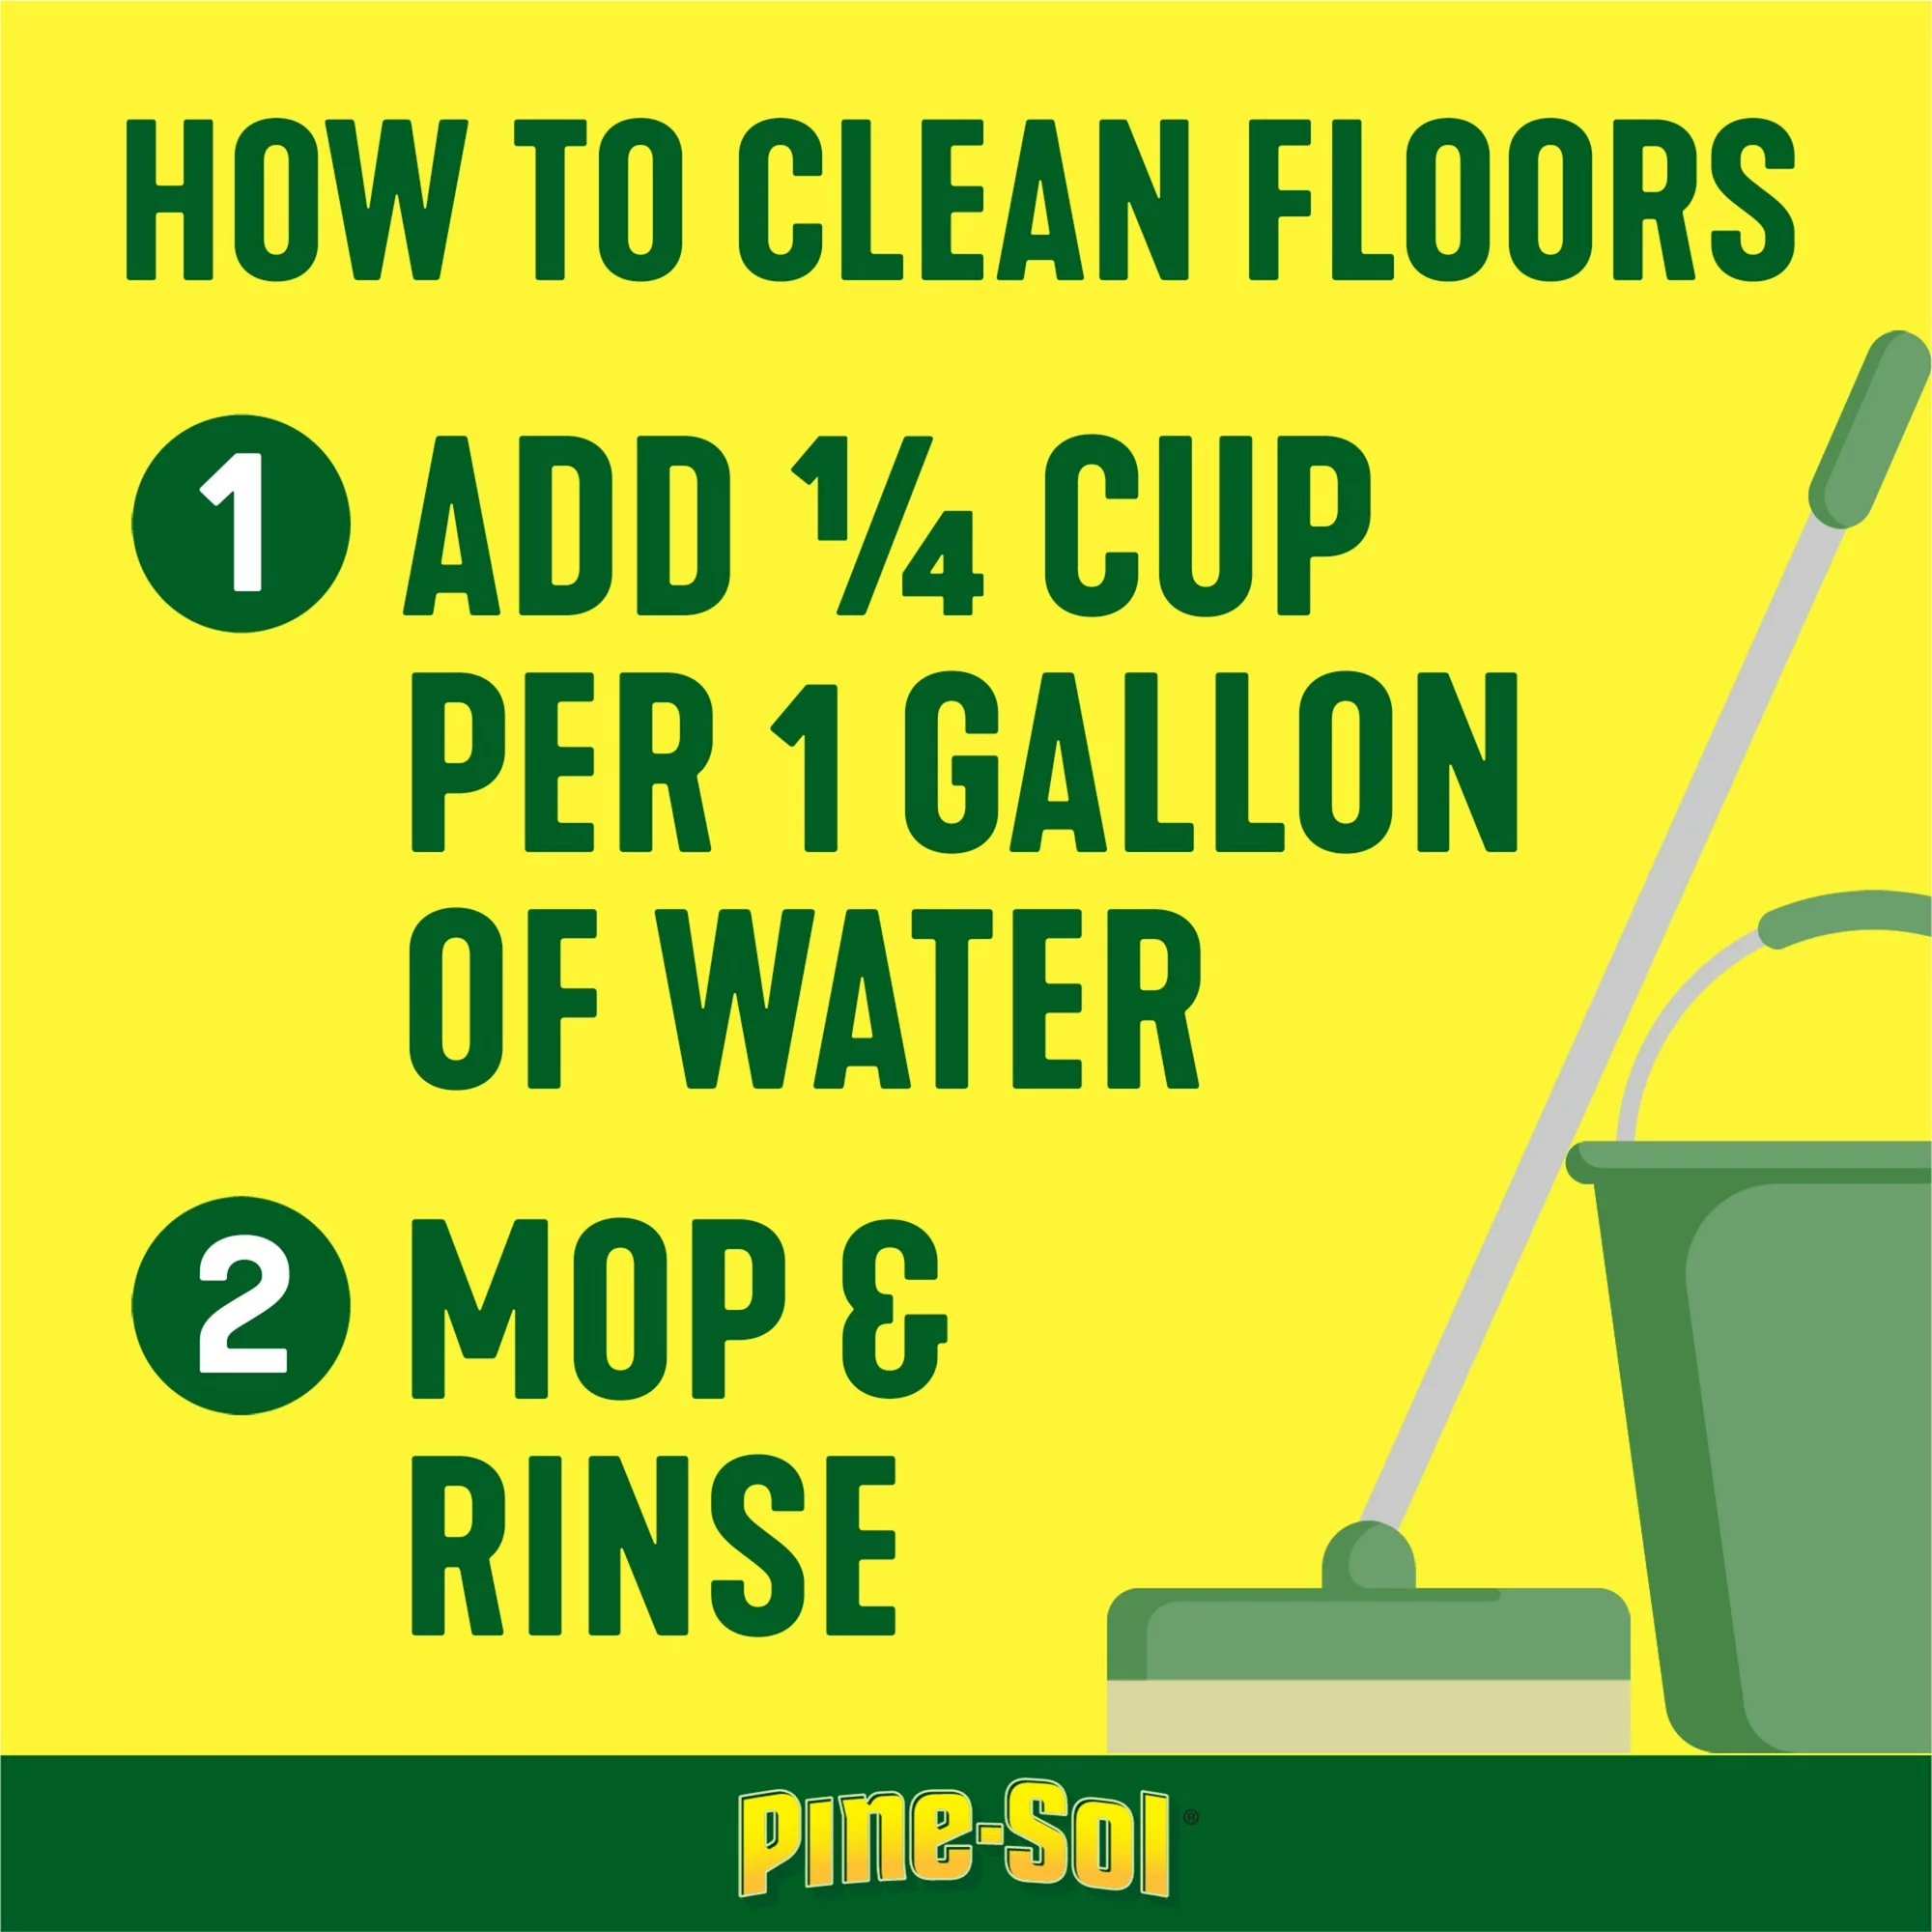 HOW TO CLEAN FLOORS
1 ADD ¼ CUP
PER 1 GALLON
OF WATER
2 MOP &
RINSE
Pine-Sol®